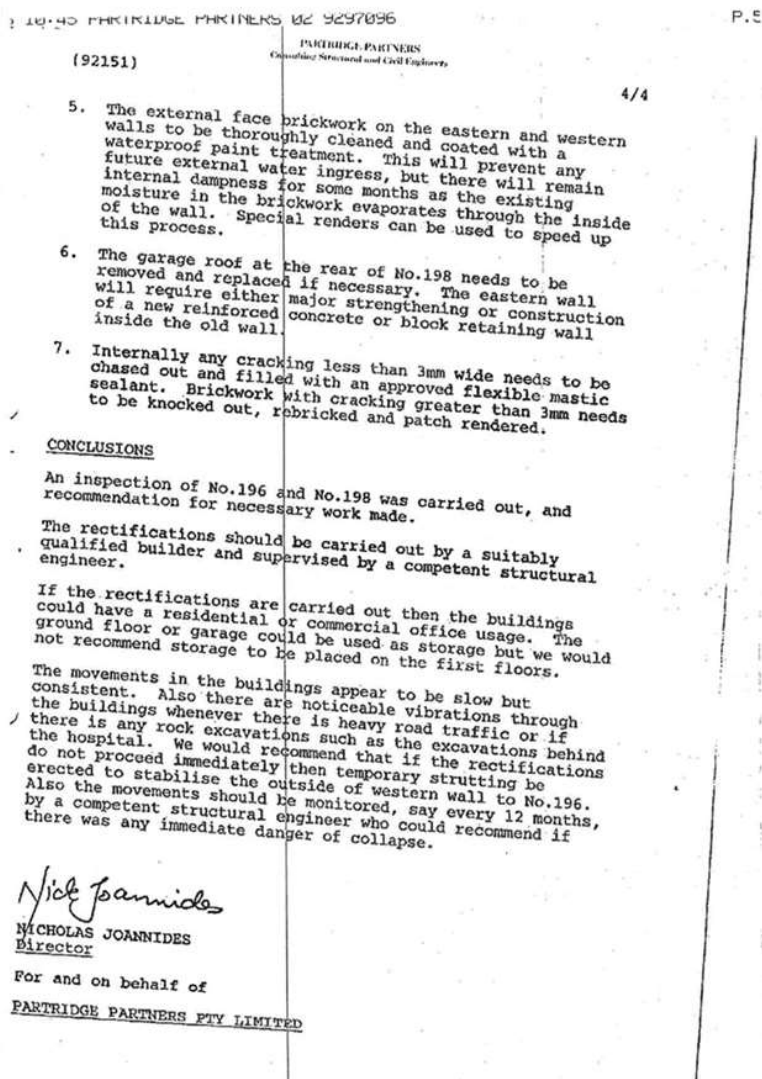 10:45 PARTRIDGE PARTNERS 02 9297096 P.5
PARTRIDGE PARTNERS
Consulting Structural and Civil Engineers
(92151)
4/4
5. The external face brickwork on the eastern and western
walls to be thoroughly cleaned and coated with a
waterproof paint treatment. This will prevent any
future external water ingress, but there will remain
internal dampness for some months as the existing
moisture in the brickwork evaporates through the inside
of the wall. Special renders can be used to speed up
this process.
6. The garage roof at the rear of No.198 needs to be
removed and replaced if necessary. The eastern wall
will require either major strengthening or construction
of a new reinforced concrete or block retaining wall
inside the old wall.
7. Internally any cracking less than 3mm wide needs to be
chased out and filled with an approved flexible mastic
sealant. Brickwork with cracking greater than 3mm needs
to be knocked out, rebricked and patch rendered.
CONCLUSIONS
An inspection of No.196 and No.198 was carried out, and
recommendation for necessary work made.
The rectifications should be carried out by a suitably
qualified builder and supervised by a competent structural
engineer.
If the rectifications are carried out then the buildings
could have a residential or commercial office usage. The
ground floor or garage could be used as storage but we would
not recommend storage to be placed on the first floors.
The movements in the buildings appear to be slow but
consistent. Also there are noticeable vibrations through
the buildings whenever there is heavy road traffic or if
there is any rock excavations such as the excavations behind
the hospital. We would recommend that if the rectifications
do not proceed immediately then temporary strutting be
erected to stabilise the outside of western wall to No.196.
Also the movements should be monitored, say every 12 months,
by a competent structural engineer who could recommend if
there was any immediate danger of collapse.
Nick Joannides
NICHOLAS JOANNIDES
Director
For and on behalf of
PARTRIDGE PARTNERS PTY LIMITED